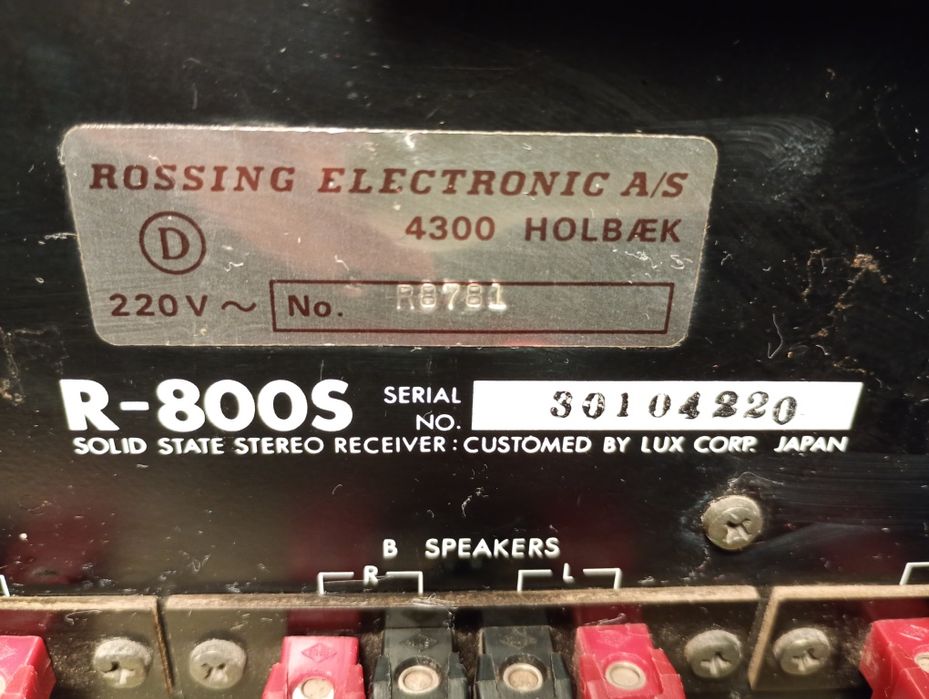 ROSSING ELECTRONIC A/S
D
4300 HOLBÆK
220V ~ No. R8781
R-800S SERIAL NO. 30104220
SOLID STATE STEREO RECEIVER: CUSTOMED BY LUX CORP. JAPAN
B SPEAKERS
R L